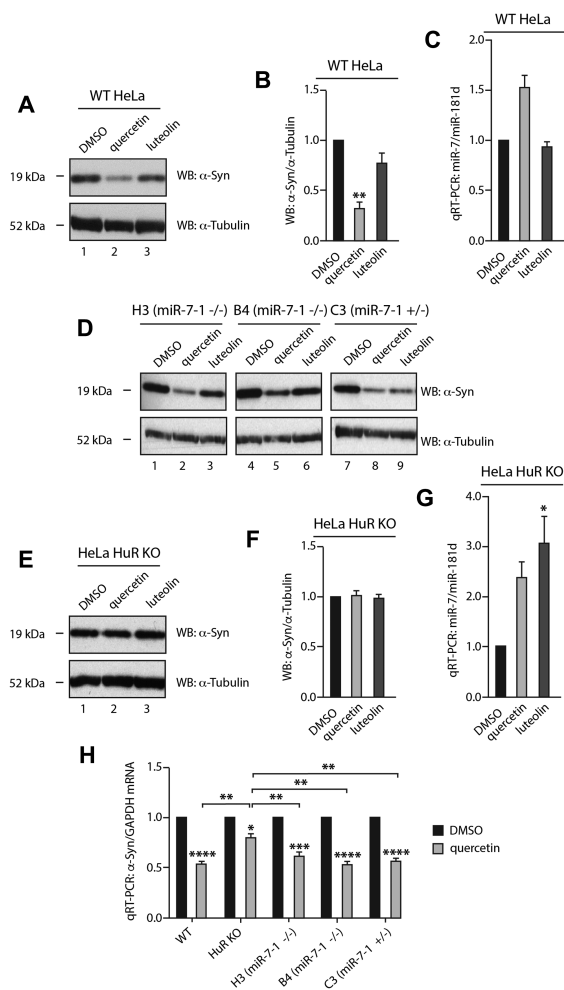 A
WT HeLa
DMSO
quercetin
luteolin
19 kDa
WB: α-Syn
52 kDa
WB: α-Tubulin
1 2 3
B
WT HeLa
WB: α-Syn/α-Tubulin
1.5
1.0
0.5
0.0
**
DMSO
quercetin
luteolin
C
WT HeLa
qRT-PCR: miR-7/miR-181d
2.0
1.5
1.0
0.5
0.0
DMSO
quercetin
luteolin
D
H3 (miR-7-1 -/-) B4 (miR-7-1 -/-) C3 (miR-7-1 +/-)
DMSO
quercetin
luteolin
DMSO
quercetin
luteolin
DMSO
quercetin
luteolin
19 kDa
WB: α-Syn
52 kDa
WB: α-Tubulin
1 2 3 4 5 6 7 8 9
E
HeLa HuR KO
DMSO
quercetin
luteolin
19 kDa
WB: α-Syn
52 kDa
WB: α-Tubulin
1 2 3
F
HeLa HuR KO
WB: α-Syn/α-Tubulin
1.5
1.0
0.5
0.0
DMSO
quercetin
luteolin
G
HeLa HuR KO
qRT-PCR: miR-7/miR-181d
4.0
3.0
2.0
1.0
0.0
*
DMSO
quercetin
luteolin
H
qRT-PCR: α-Syn/GAPDH mRNA
1.5
1.0
0.5
0.0
**
**
** **
**** * *** **** ****
WT
HuR KO
H3 (miR-7-1 -/-)
B4 (miR-7-1 -/-)
C3 (miR-7-1 +/-)
DMSO
quercetin